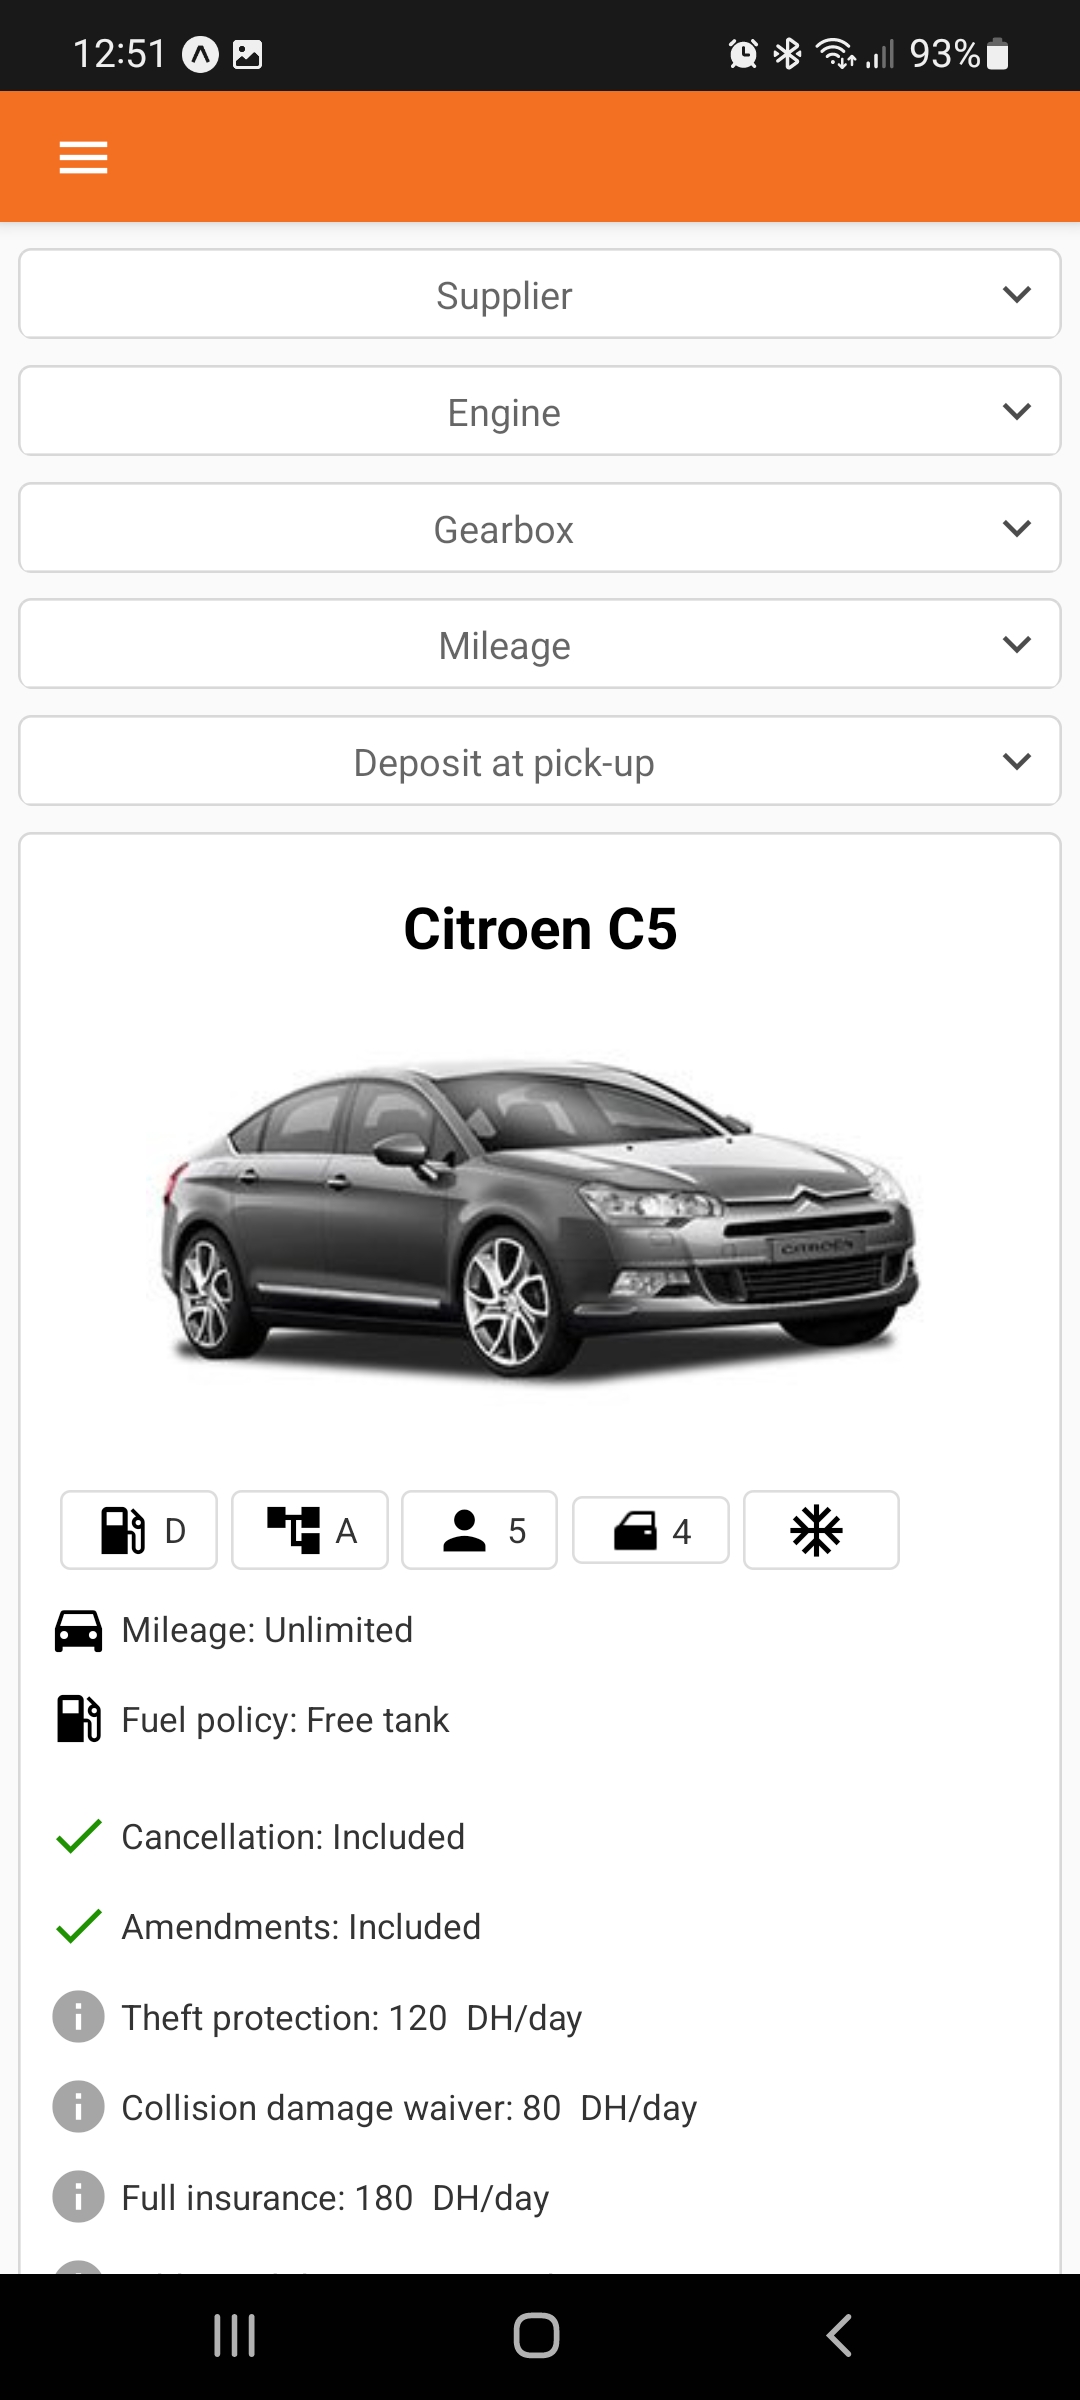 12:51 93%
Supplier
Engine
Gearbox
Mileage
Deposit at pick-up
Citroen C5
CITROEN
D A 5 4
Mileage: Unlimited
Fuel policy: Free tank
Cancellation: Included
Amendments: Included
Theft protection: 120 DH/day
Collision damage waiver: 80 DH/day
Full insurance: 180 DH/day